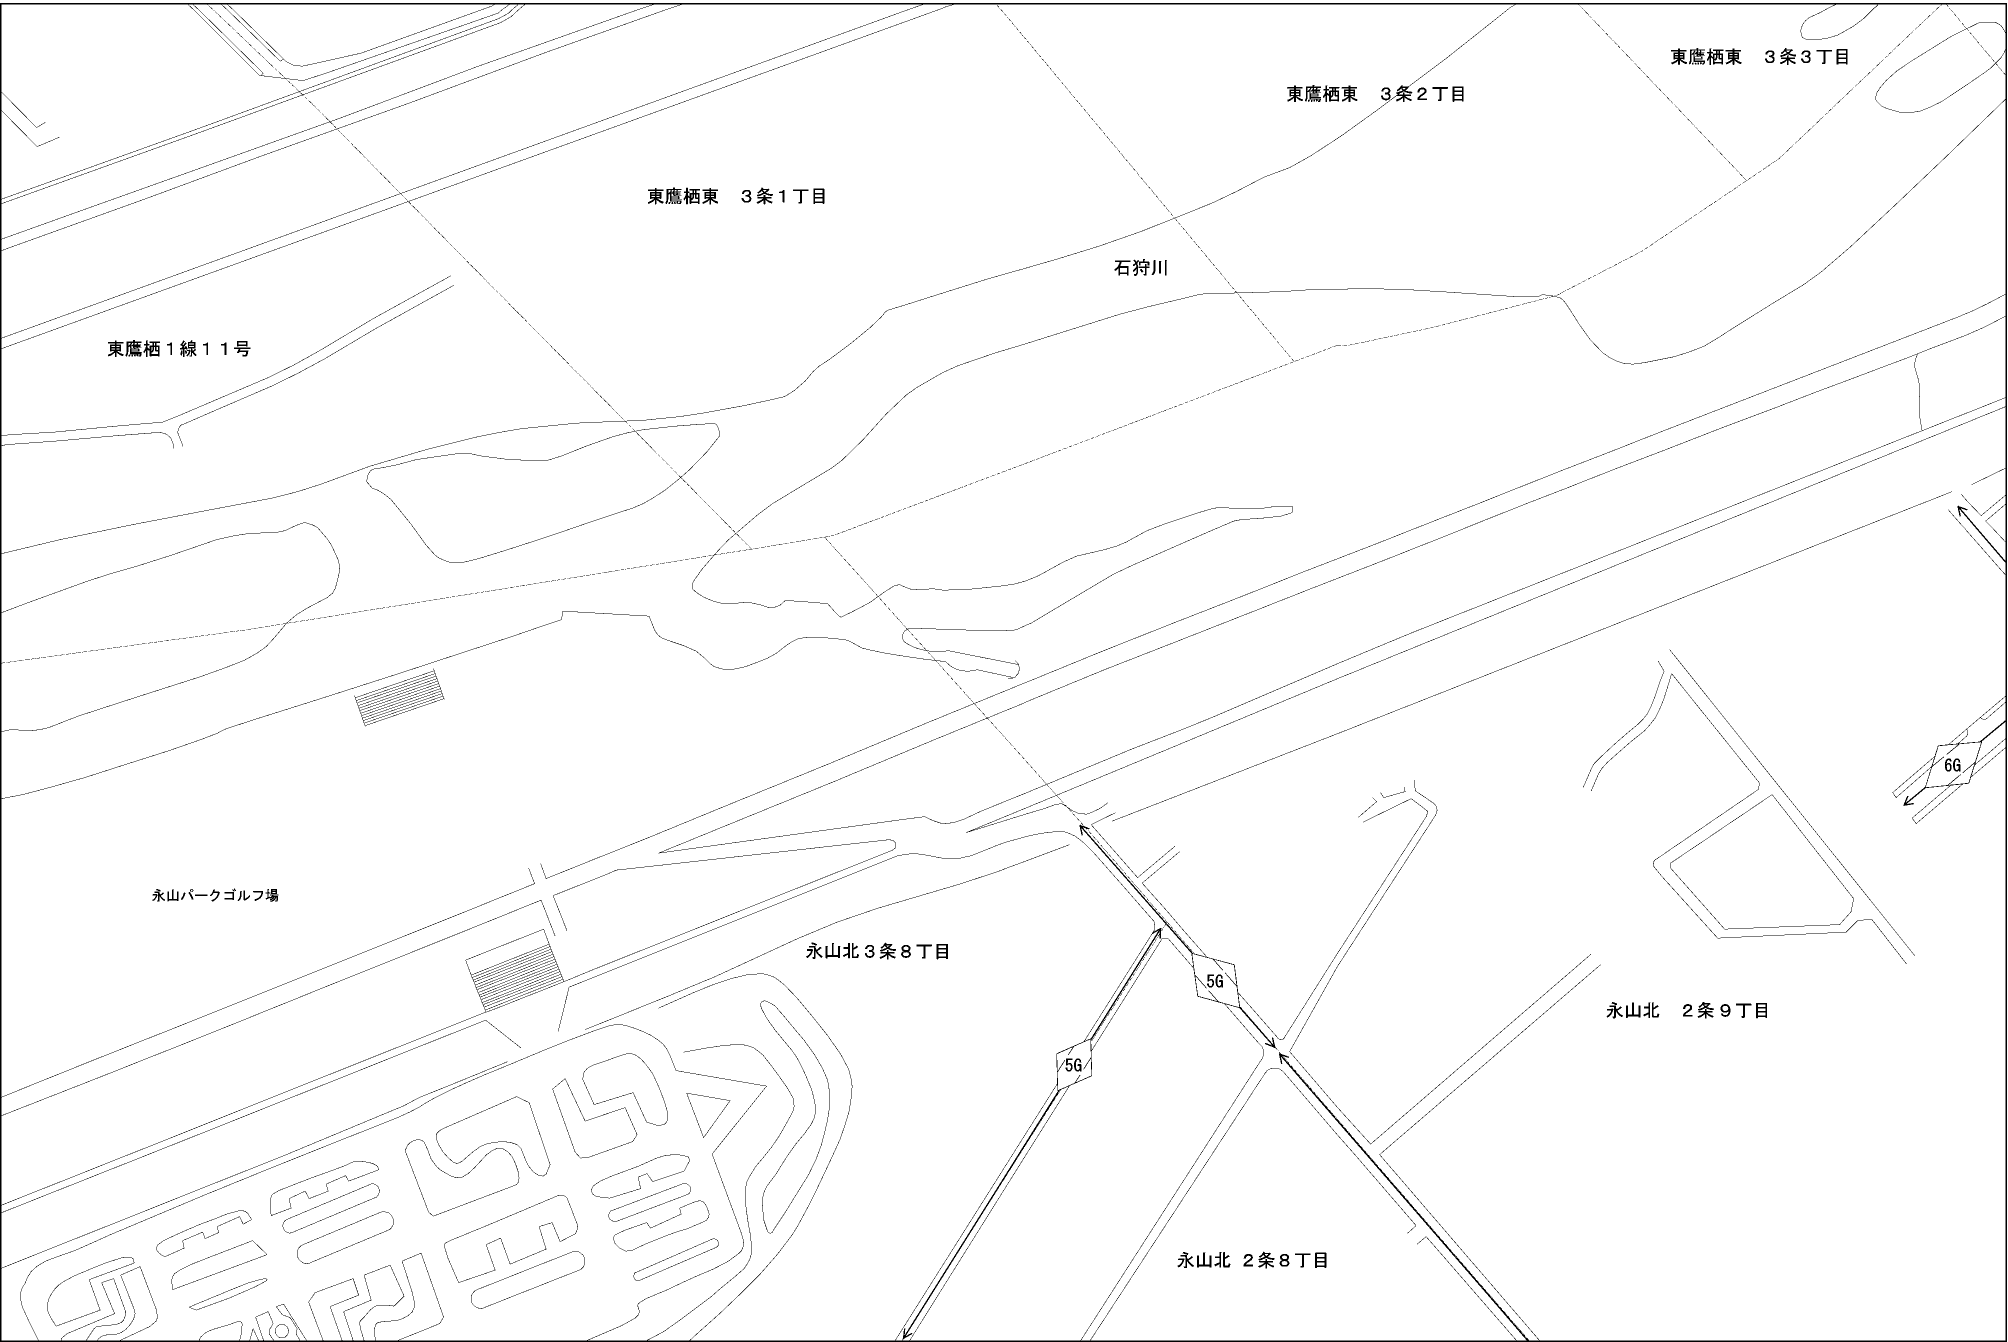 東鷹栖東　３条３丁目
東鷹栖東　３条２丁目
東鷹栖東　３条１丁目
石狩川
東鷹栖１線１１号
6G
永山パークゴルフ場
永山北３条８丁目
5G
永山北　２条９丁目
5G
永山北 ２条８丁目